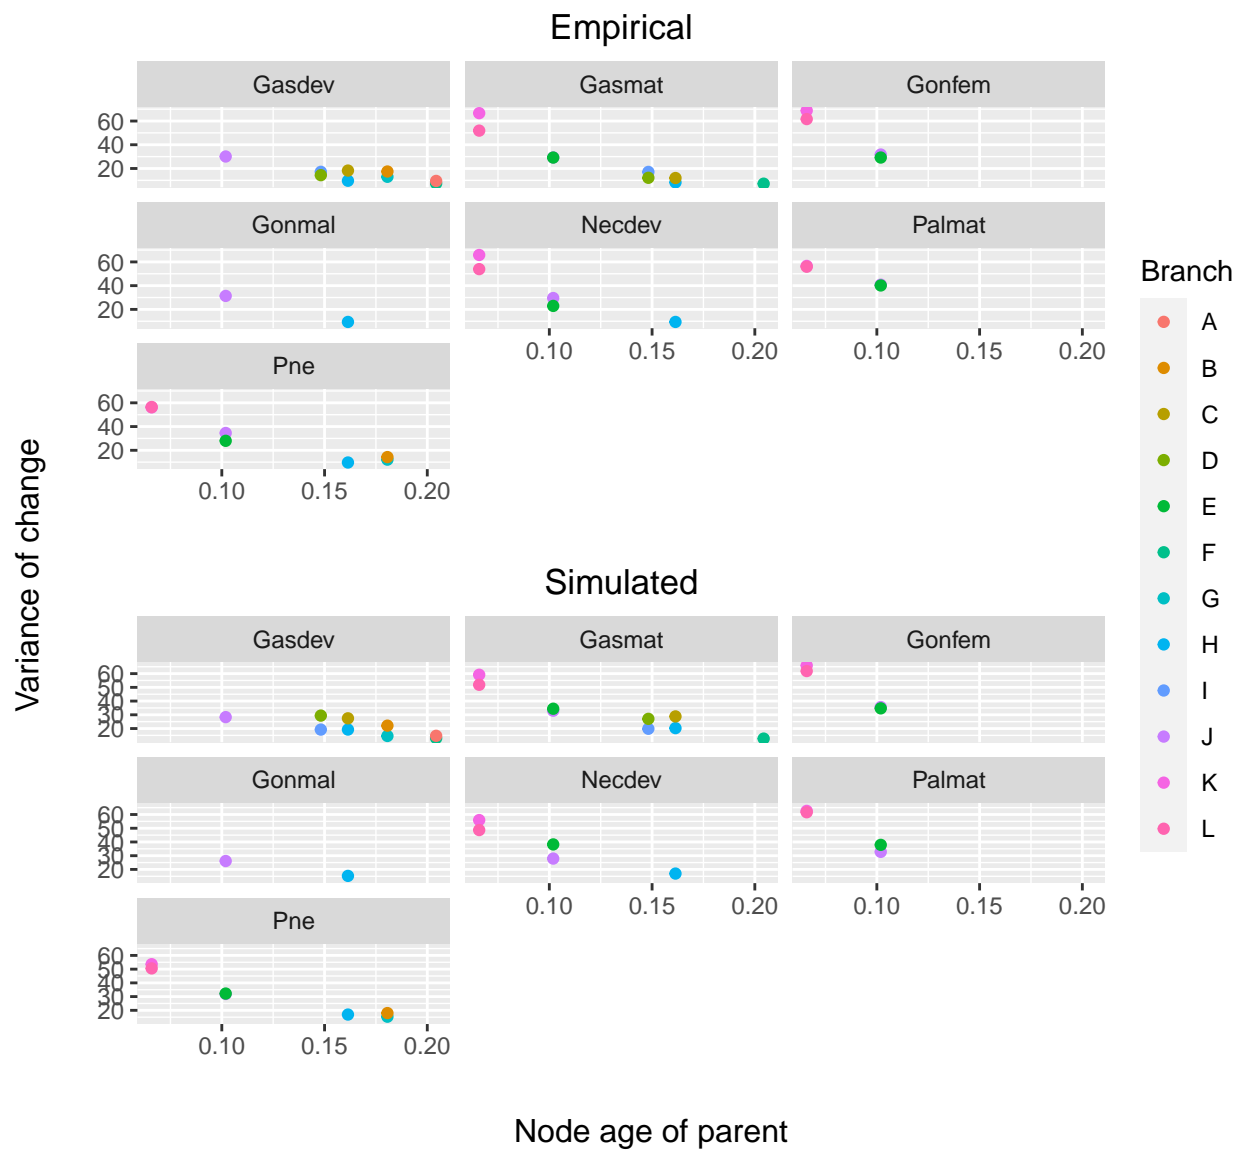 Empirical
Gasdev Gasmat Gonfem
60
40
20
Gonmal Necdev Palmat
60
40
20
0.10 0.15 0.20 0.10 0.15 0.20
Pne
60
40
20
0.10 0.15 0.20
Variance of change
Simulated
Gasdev Gasmat Gonfem
60
50
40
30
20
Gonmal Necdev Palmat
60
50
40
30
20
0.10 0.15 0.20 0.10 0.15 0.20
Pne
60
50
40
30
20
0.10 0.15 0.20
Node age of parent
Branch
A
B
C
D
E
F
G
H
I
J
K
L